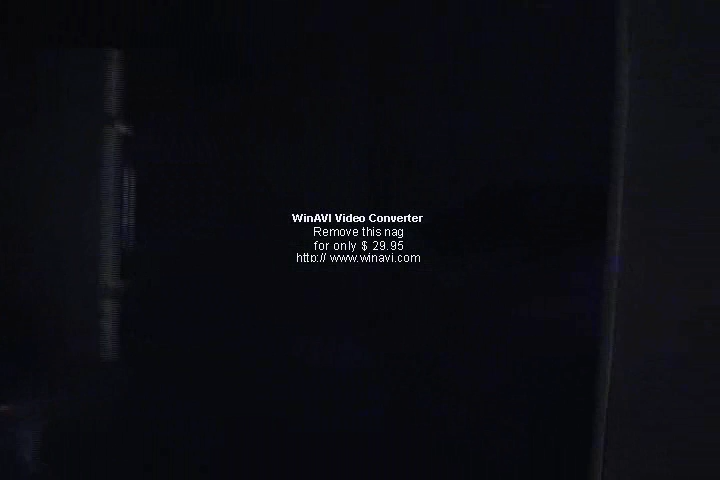 WinAVI Video Converter
Remove this nag
for only $ 29.95
http:// www.winavi.com